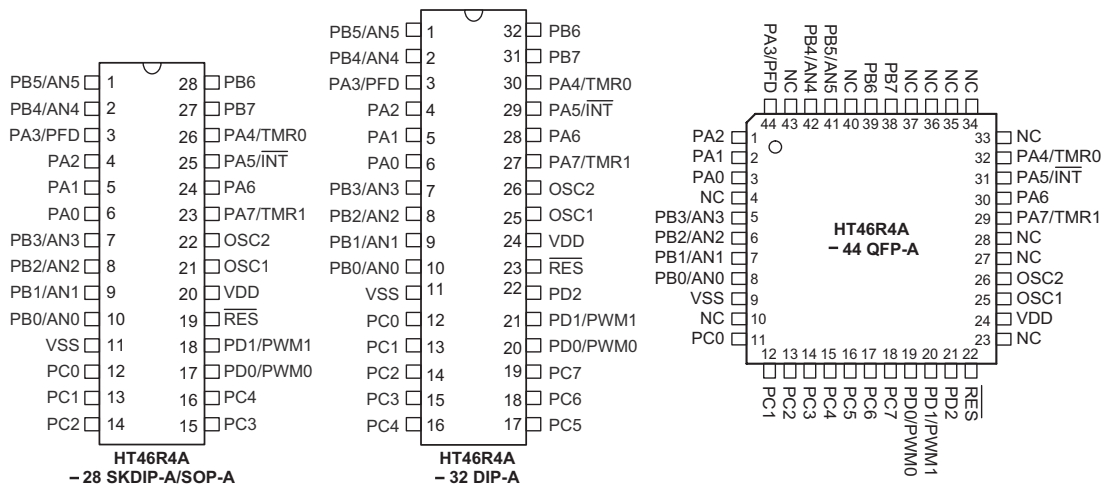 PB5/AN5 1 28 PB6
PB4/AN4 2 27 PB7
PA3/PFD 3 26 PA4/TMR0
PA2 4 25 PA5/INT
PA1 5 24 PA6
PA0 6 23 PA7/TMR1
PB3/AN3 7 22 OSC2
PB2/AN2 8 21 OSC1
PB1/AN1 9 20 VDD
PB0/AN0 10 19 RES
VSS 11 18 PD1/PWM1
PC0 12 17 PD0/PWM0
PC1 13 16 PC4
PC2 14 15 PC3
HT46R4A
– 28 SKDIP-A/SOP-A
PB5/AN5 1 32 PB6
PB4/AN4 2 31 PB7
PA3/PFD 3 30 PA4/TMR0
PA2 4 29 PA5/INT
PA1 5 28 PA6
PA0 6 27 PA7/TMR1
PB3/AN3 7 26 OSC2
PB2/AN2 8 25 OSC1
PB1/AN1 9 24 VDD
PB0/AN0 10 23 RES
VSS 11 22 PD2
PC0 12 21 PD1/PWM1
PC1 13 20 PD0/PWM0
PC2 14 19 PC7
PC3 15 18 PC6
PC4 16 17 PC5
HT46R4A
– 32 DIP-A
PA3/PFD NC PB4/AN4 PB5/AN5 NC PB6 PB7 NC NC NC NC
44 43 42 41 40 39 38 37 36 35 34
PA2 1 33 NC
PA1 2 32 PA4/TMR0
PA0 3 31 PA5/INT
NC 4 30 PA6
PB3/AN3 5 29 PA7/TMR1
PB2/AN2 6 28 NC
PB1/AN1 7 27 NC
PB0/AN0 8 26 OSC2
VSS 9 25 OSC1
NC 10 24 VDD
PC0 11 23 NC
HT46R4A
– 44 QFP-A
12 13 14 15 16 17 18 19 20 21 22
PC1 PC2 PC3 PC4 PC5 PC6 PC7 PD0/PWM0 PD1/PWM1 PD2 RES